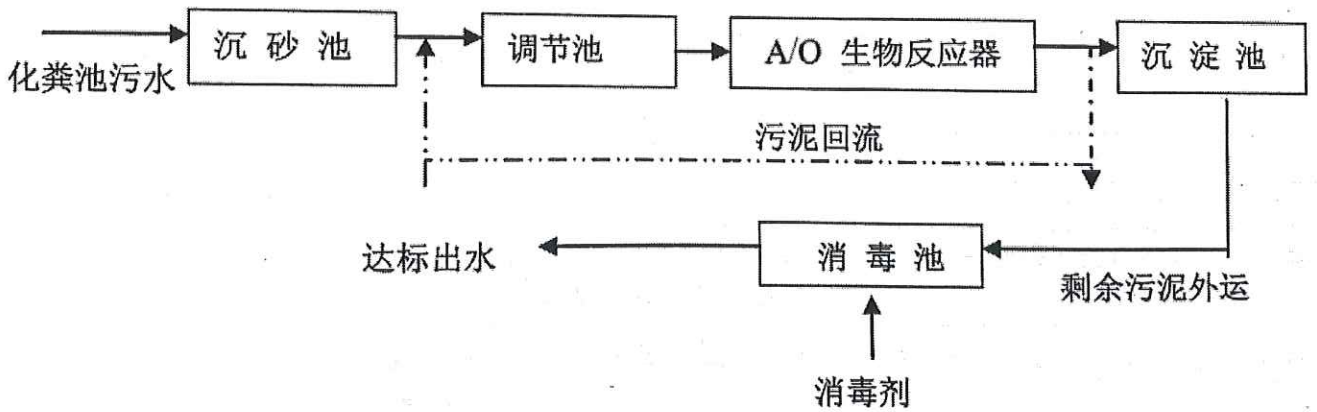 沉 砂 池
调节池
A/O 生物反应器
沉 淀 池
化粪池污水
污泥回流
达标出水
消 毒 池
剩余污泥外运
消毒剂